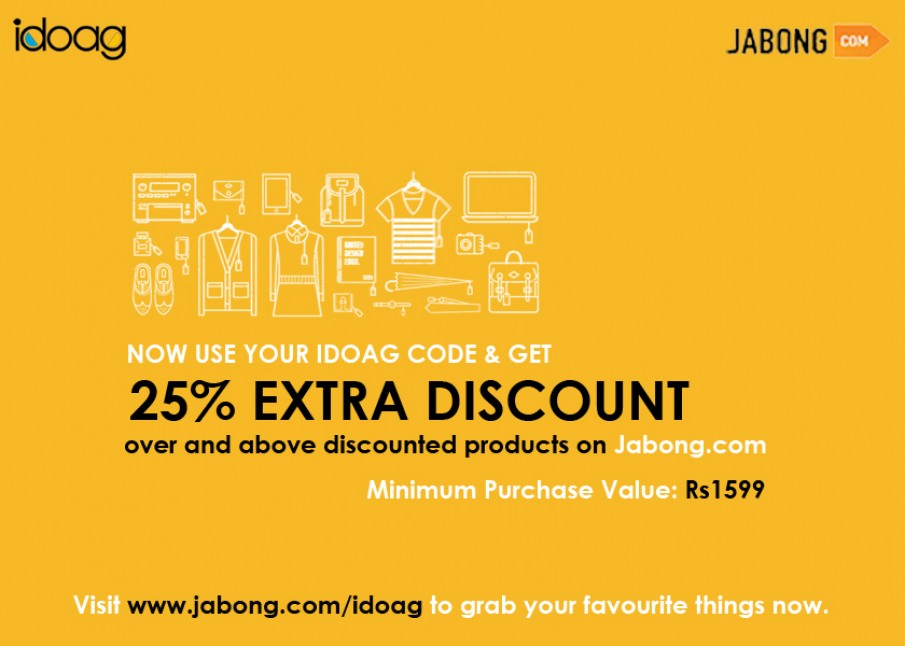 idoag
JABONG COM
NOW USE YOUR IDOAG CODE & GET
25% EXTRA DISCOUNT
over and above discounted products on Jabong.com
Minimum Purchase Value: Rs1599
Visit www.jabong.com/idoag to grab your favourite things now.